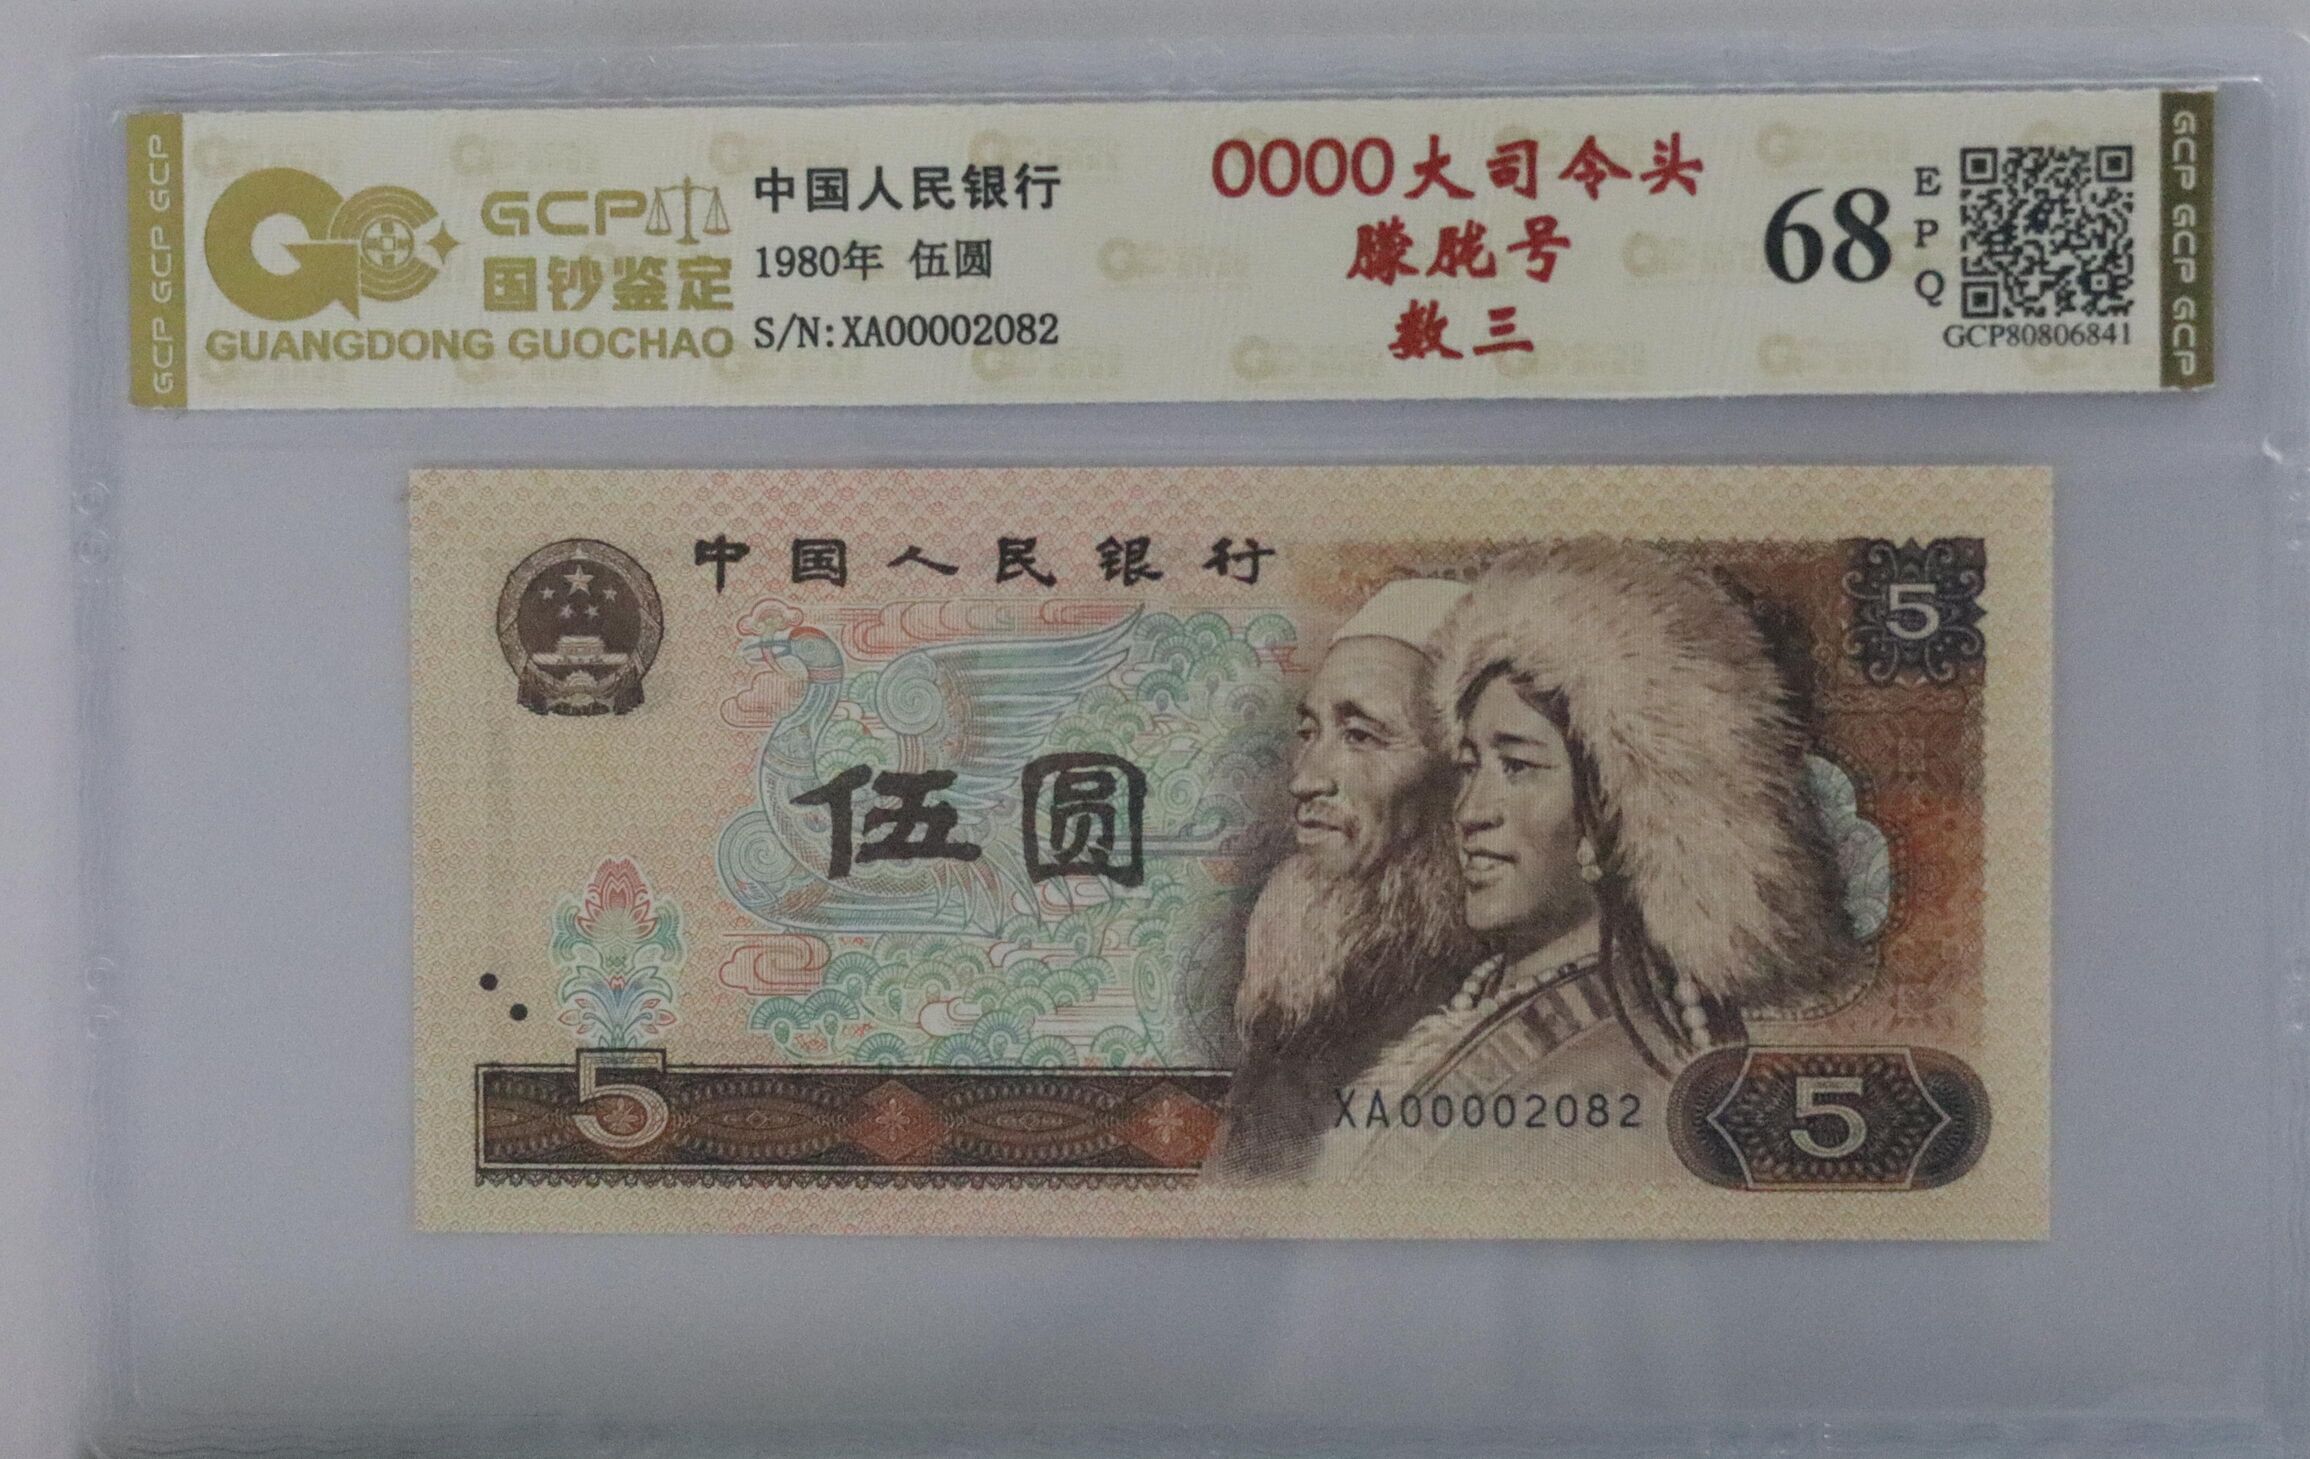 GCP GCP GCP
GCP
国钞鉴定
GUANGDONG GUOCHAO
中国人民银行
1980年 伍圆
S/N:XA00002082
0000大司令头
朦胧号
数三
68
EPQ
GCP80806841
GCP GCP GCP
中国人民银行
5
伍圆
5
XA00002082
5